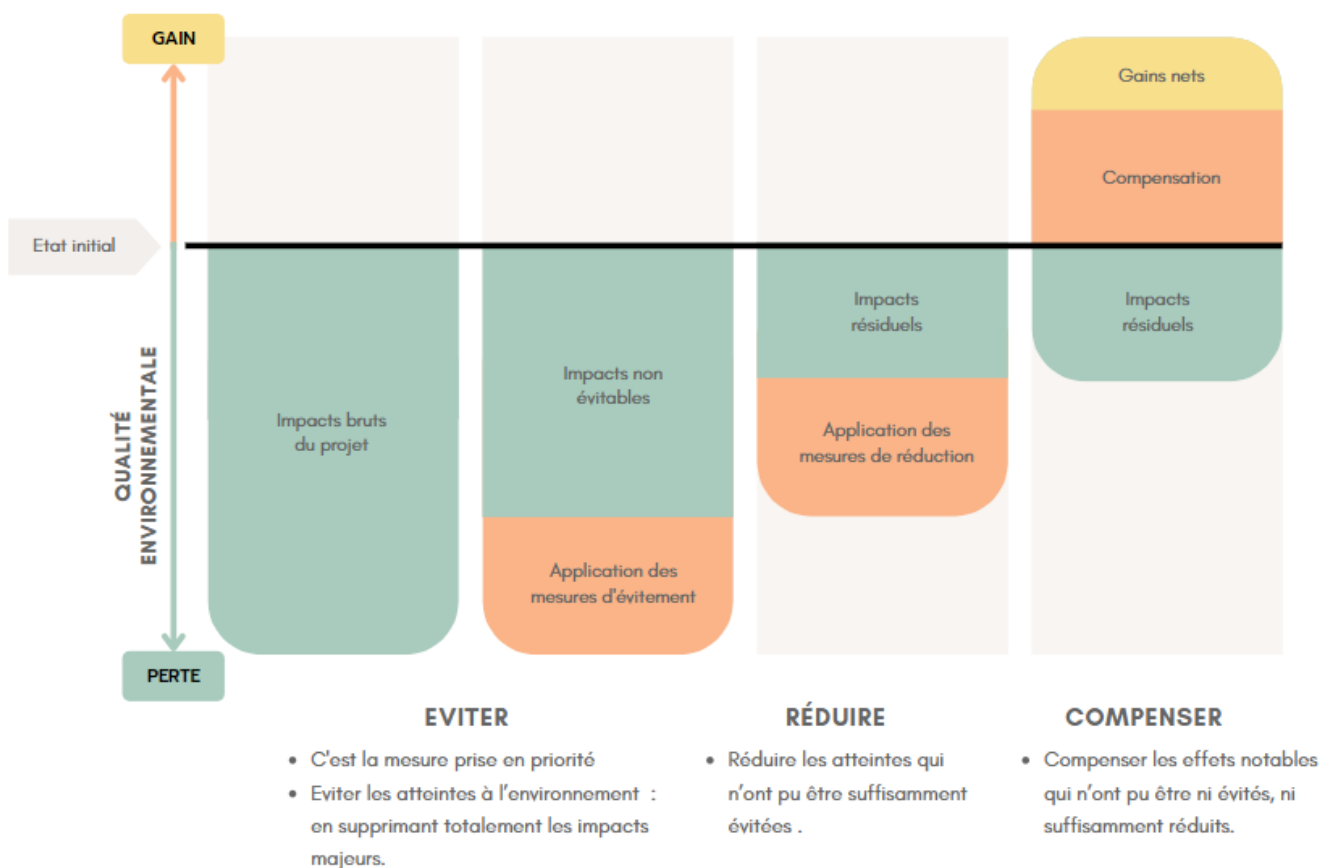 GAIN
Gains nets
Compensation
Etat initial
Impacts
résiduels
Impacts
résiduels
Impacts non
évitables
Impacts bruts
du projet
Application des
mesures de réduction
QUALITÉ
ENVIRONNEMENTALE
Application des
mesures d'évitement
PERTE
EVITER
• C'est la mesure prise en priorité
• Eviter les atteintes à l'environnement :
en supprimant totalement les impacts
majeurs.
RÉDUIRE
• Réduire les atteintes qui
n'ont pu être suffisamment
évitées .
COMPENSER
• Compenser les effets notables
qui n'ont pu être ni évités, ni
suffisamment réduits.